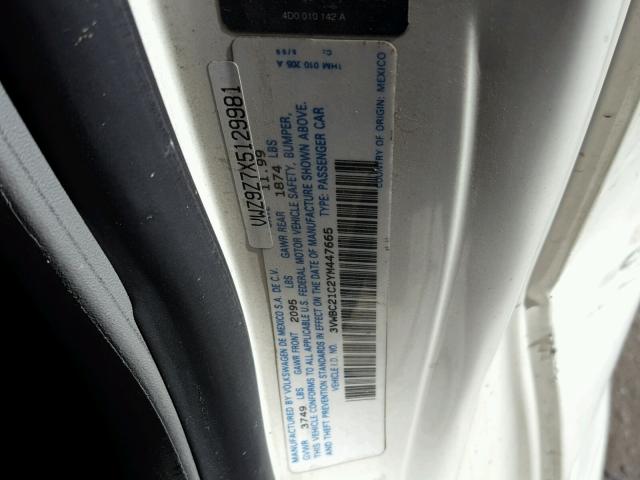 4D0 010 142 A
1HM 010 205 A
VWZ9Z7X5129981
MANUFACTURED BY VOLKSWAGEN DE MEXICO S.A. DE C.V. 11.99
GVWR 3749 LBS GAWR FRONT 2095 LBS GAWR REAR 1874 LBS
THIS VEHICLE CONFORMS TO ALL APPLICABLE U.S. FEDERAL MOTOR VEHICLE SAFETY, BUMPER,
AND THEFT PREVENTION STANDARDS IN EFFECT ON THE DATE OF MANUFACTURE SHOWN ABOVE.
VEHICLE I.D. NO. 3VWBC21C2YM447665 TYPE: PASSENGER CAR
COUNTRY OF ORIGIN: MEXICO